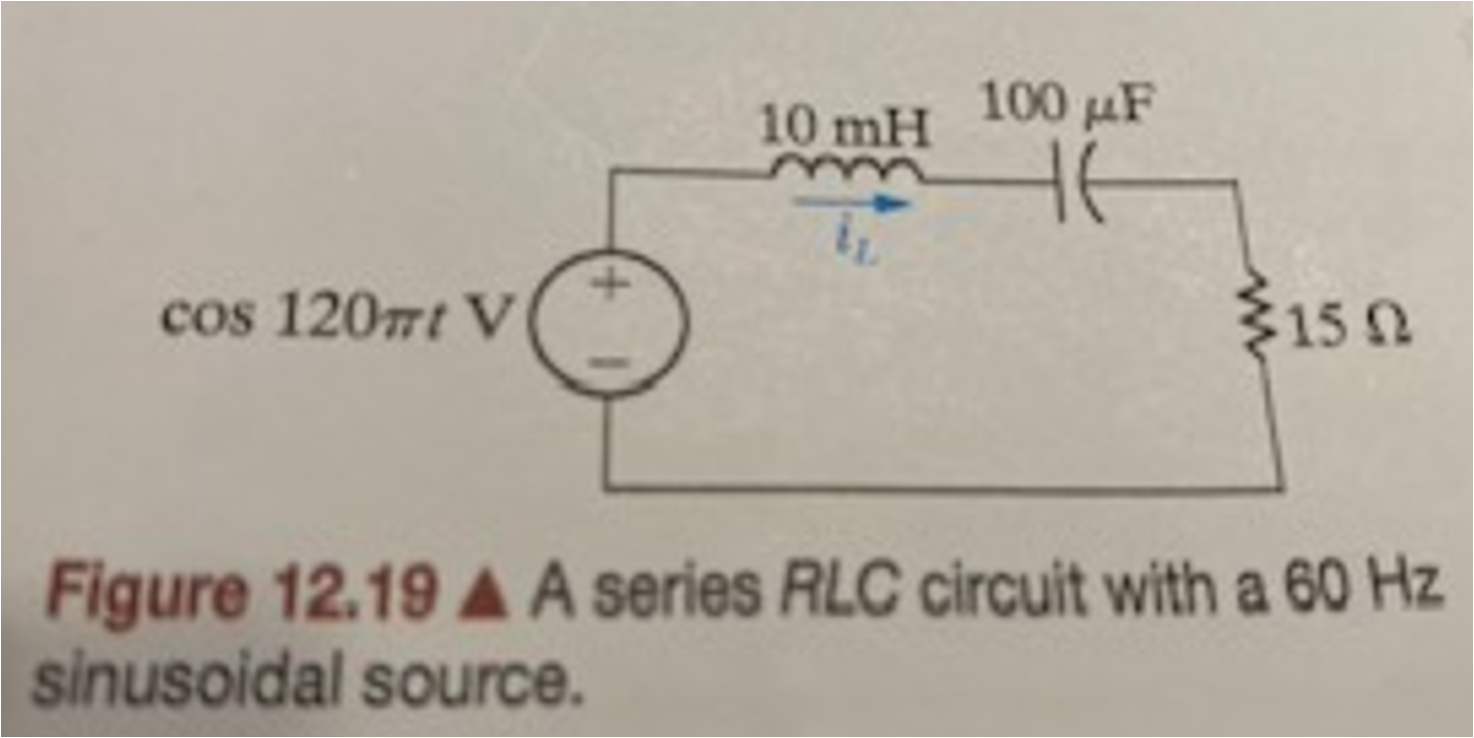 100 μF
10 mH
i_L
cos 120πt V
+
−
15 Ω
Figure 12.19 ▲ A series RLC circuit with a 60 Hz
sinusoidal source.